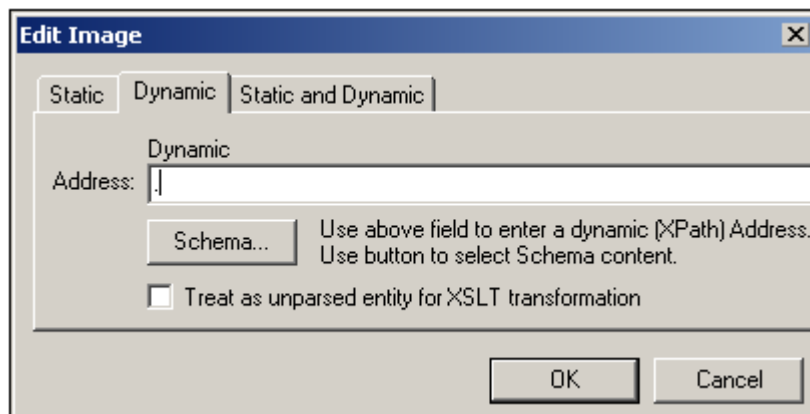 Edit Image
Static Dynamic Static and Dynamic
Dynamic
Address: .
Schema... Use above field to enter a dynamic (XPath) Address.
Use button to select Schema content.
Treat as unparsed entity for XSLT transformation
OK Cancel